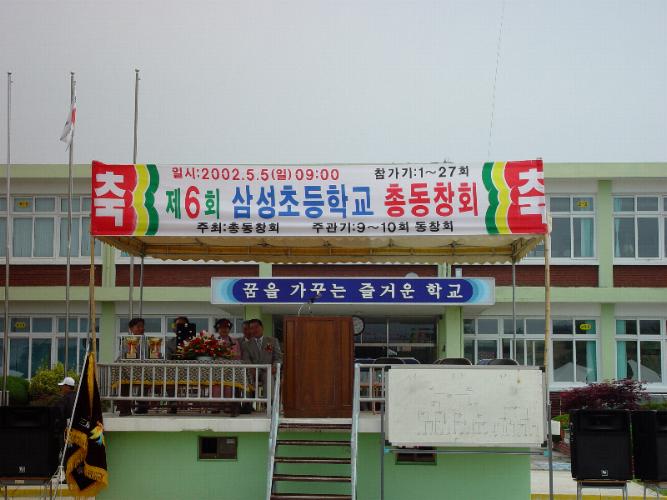 축
일시:2002.5.5(일) 09:00 참가기:1~27회
제6회 삼성초등학교 총동창회
주최:총동창회 주관기:9~10회 동창회
축
꿈을 가꾸는 즐거운 학교